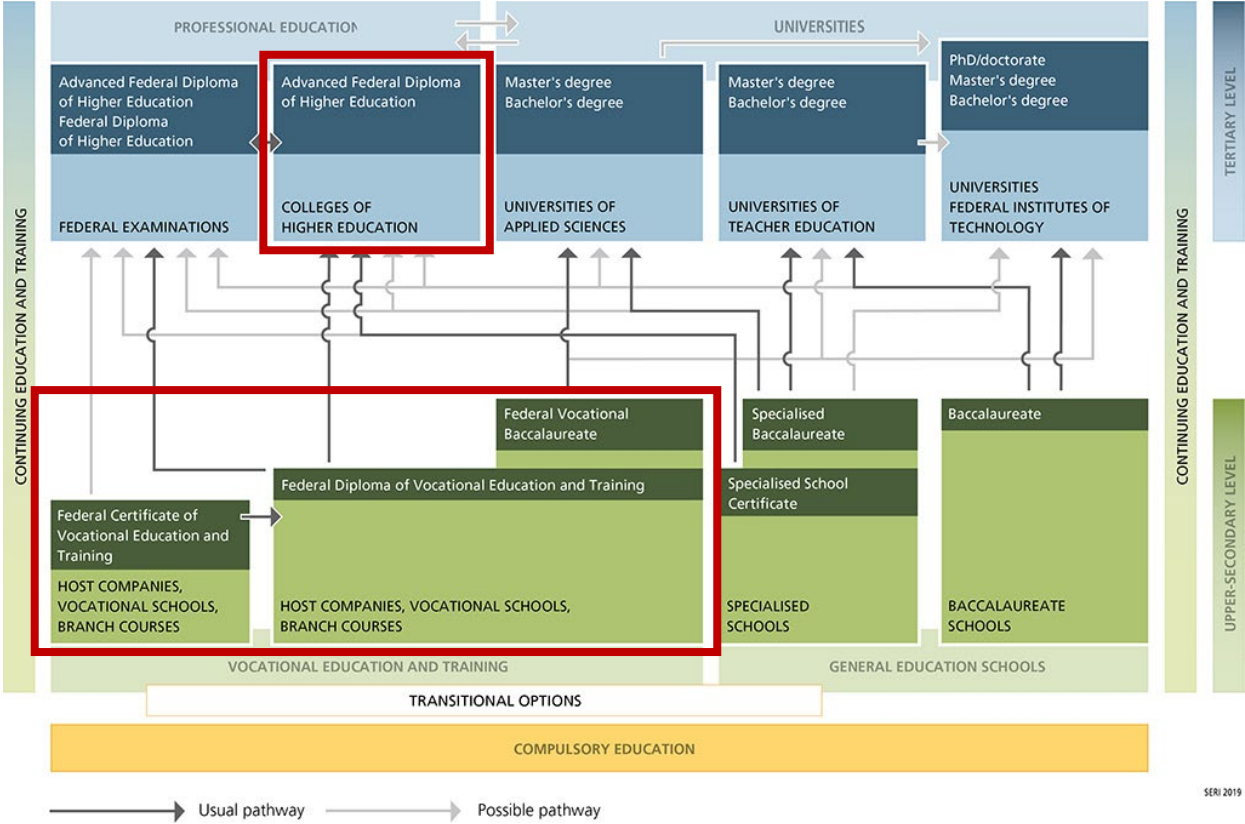 PROFESSIONAL EDUCATION
UNIVERSITIES
Advanced Federal Diploma
of Higher Education
Federal Diploma
of Higher Education
FEDERAL EXAMINATIONS
Advanced Federal Diploma
of Higher Education
COLLEGES OF
HIGHER EDUCATION
Master's degree
Bachelor's degree
UNIVERSITIES OF
APPLIED SCIENCES
Master's degree
Bachelor's degree
UNIVERSITIES OF
TEACHER EDUCATION
PhD/doctorate
Master's degree
Bachelor's degree
UNIVERSITIES
FEDERAL INSTITUTES OF
TECHNOLOGY
TERTIARY LEVEL
CONTINUING EDUCATION AND TRAINING
CONTINUING EDUCATION AND TRAINING
Federal Certificate of
Vocational Education and
Training
HOST COMPANIES,
VOCATIONAL SCHOOLS,
BRANCH COURSES
Federal Vocational
Baccalaureate
Federal Diploma of Vocational Education and Training
HOST COMPANIES, VOCATIONAL SCHOOLS,
BRANCH COURSES
Specialised
Baccalaureate
Specialised School
Certificate
SPECIALISED
SCHOOLS
Baccalaureate
BACCALAUREATE
SCHOOLS
UPPER-SECONDARY LEVEL
VOCATIONAL EDUCATION AND TRAINING
GENERAL EDUCATION SCHOOLS
TRANSITIONAL OPTIONS
COMPULSORY EDUCATION
SERI 2019
Usual pathway
Possible pathway